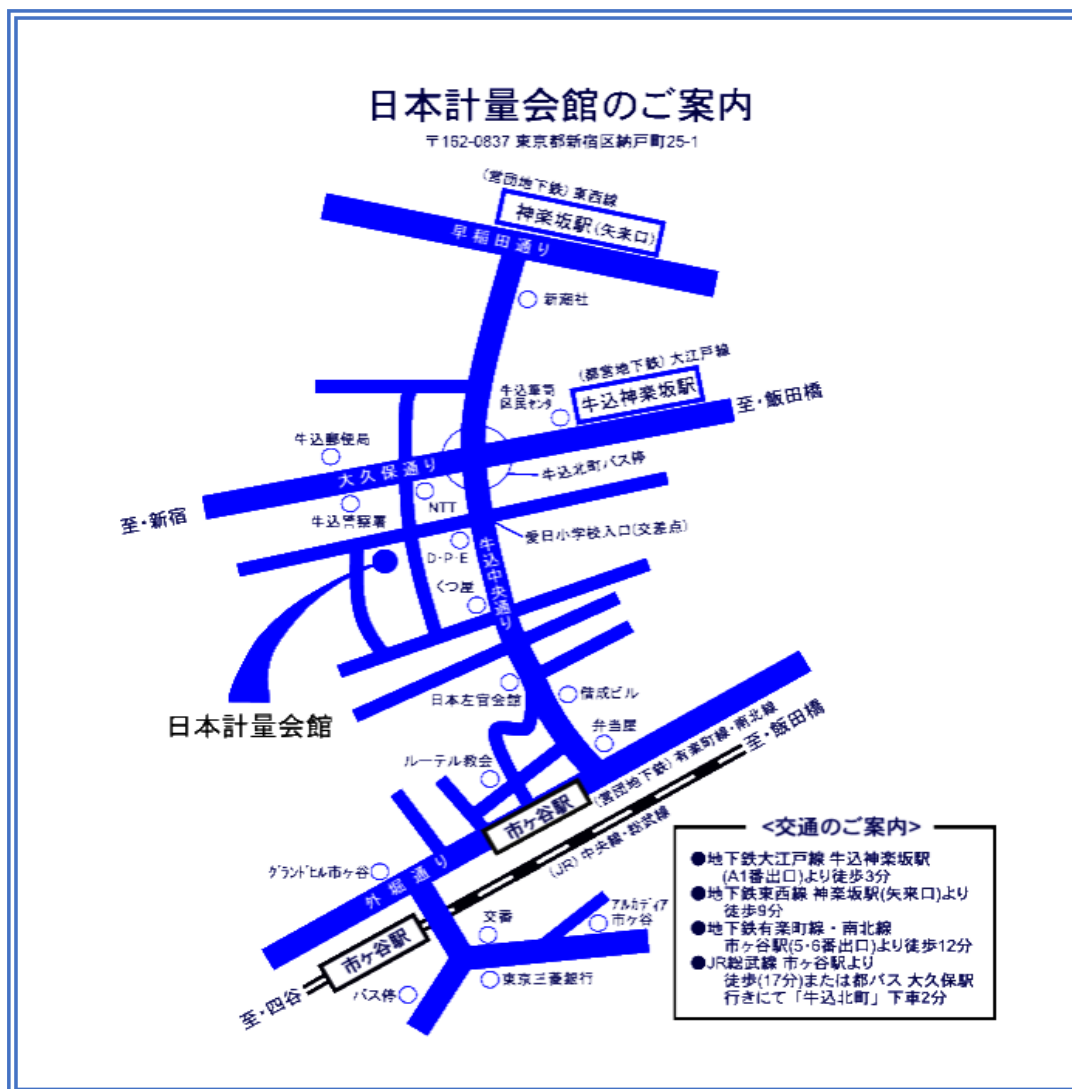 日本計量会館のご案内
〒162-0837 東京都新宿区納戸町25-1
(営団地下鉄) 東西線
神楽坂駅(矢来口)
早稲田通り
新潮社
(都営地下鉄) 大江戸線
牛込神楽坂駅
牛込箪笥
区民センタ
至・飯田橋
牛込郵便局
大久保通り
牛込北町バス停
至・新宿
牛込警察署
NTT
愛日小学校入口(交差点)
D・P・E
牛込中央通り
くつ屋
日本左官会館
偕成ビル
日本計量会館
弁当屋
ルーテル教会
(営団地下鉄) 有楽町線・南北線
至・飯田橋
市ヶ谷駅
(JR) 中央線・総武線
グランドヒル市ヶ谷
外堀通り
アルカディア
市ヶ谷
交番
市ヶ谷駅
東京三菱銀行
バス停
至・四谷
<交通のご案内>
●地下鉄大江戸線 牛込神楽坂駅
(A1番出口)より徒歩3分
●地下鉄東西線 神楽坂駅(矢来口)より
徒歩9分
●地下鉄有楽町線・南北線
市ヶ谷駅(5・6番出口)より徒歩12分
●JR総武線 市ヶ谷駅より
徒歩(17分)または都バス 大久保駅
行きにて「牛込北町」下車2分